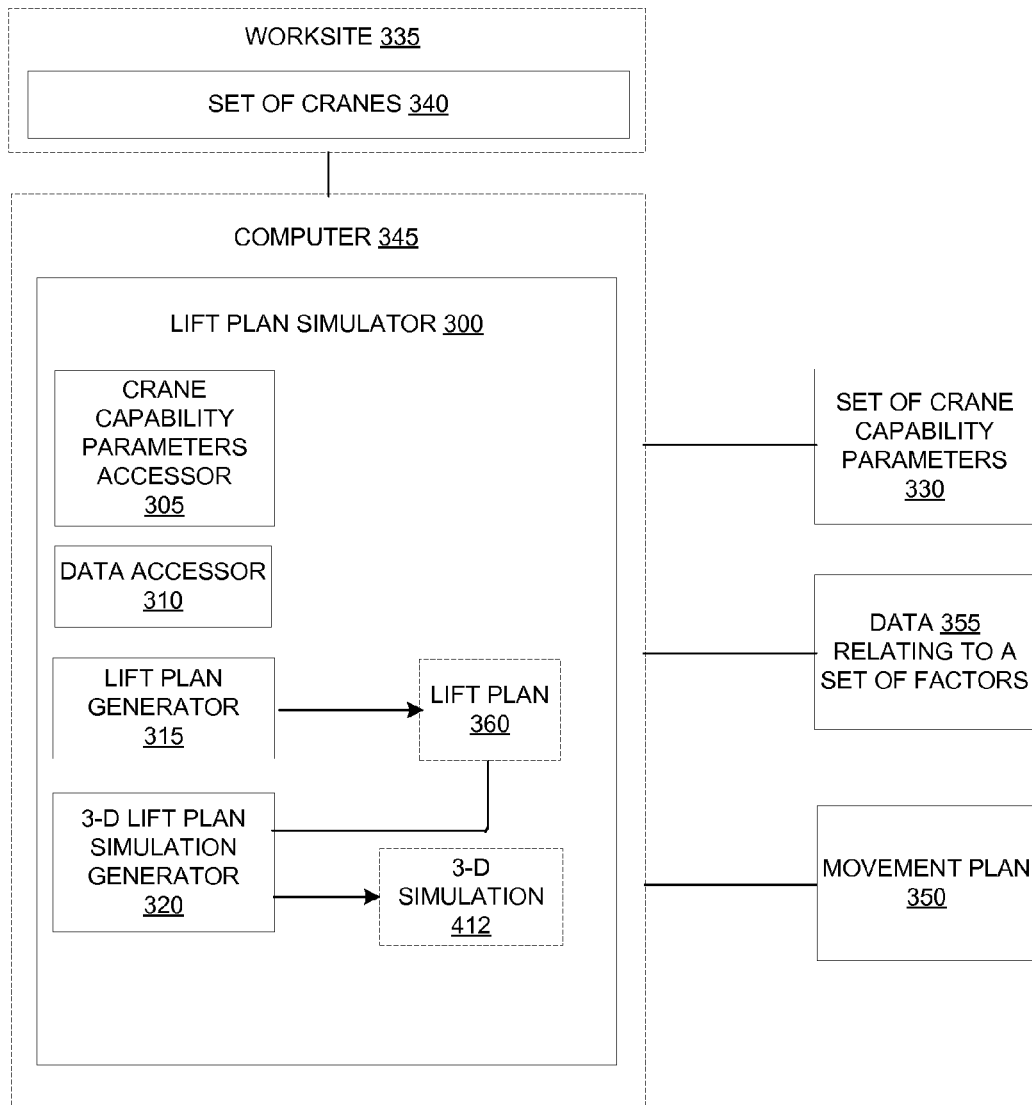 WORKSITE 335
SET OF CRANES 340
COMPUTER 345
LIFT PLAN SIMULATOR 300
CRANE
CAPABILITY
PARAMETERS
ACCESSOR
305
DATA ACCESSOR
310
LIFT PLAN
GENERATOR
315
LIFT PLAN
360
3-D LIFT PLAN
SIMULATION
GENERATOR
320
3-D
SIMULATION
412
SET OF CRANE
CAPABILITY
PARAMETERS
330
DATA 355
RELATING TO A
SET OF FACTORS
MOVEMENT PLAN
350